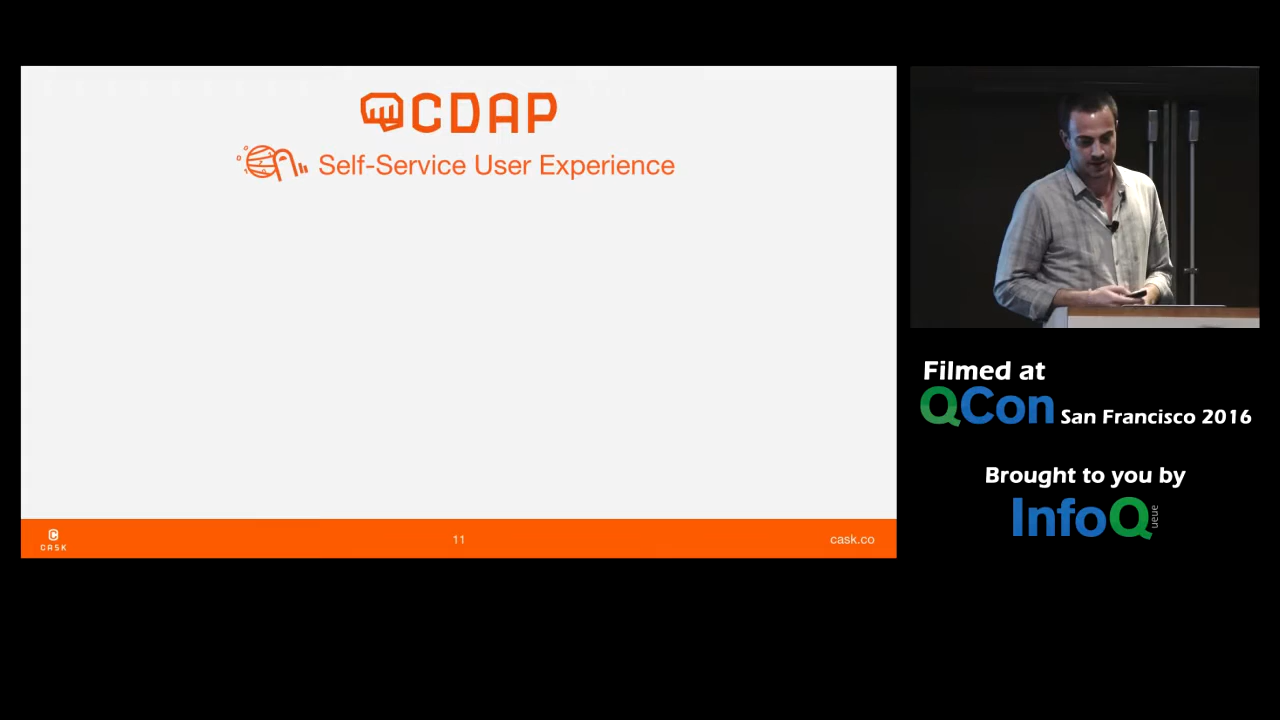 CDAP
Self-Service User Experience
CASK
11
cask.co
Filmed at
QCon San Francisco 2016
Brought to you by
InfoQ
ueue